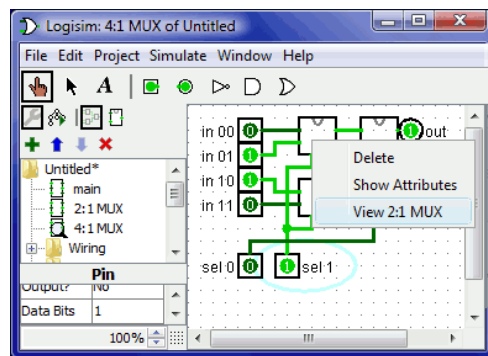 Logisim: 4:1 MUX of Untitled
File Edit Project Simulate Window Help
A
Untitled*
main
2:1 MUX
4:1 MUX
Wiring
Pin
Output? No
Data Bits 1
100%
in 00 0
1 out
in 01 1
in 10 1
in 11 0
sel 0 0 1 sel 1
Delete
Show Attributes
View 2:1 MUX